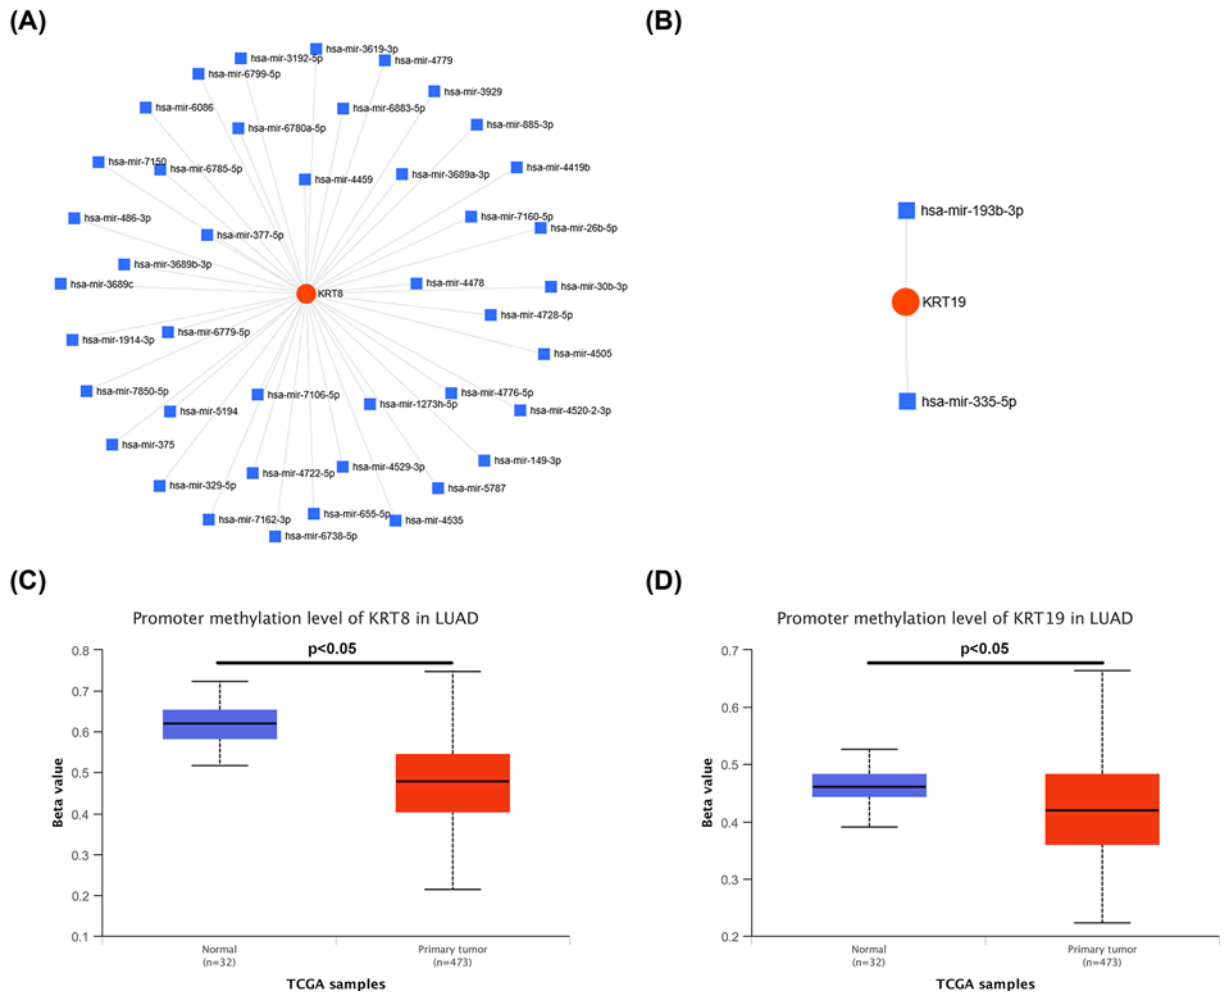 (A)
(B)
hsa-mir-3619-3p
hsa-mir-3192-5p
hsa-mir-4779
hsa-mir-6799-5p
hsa-mir-3929
hsa-mir-6086
hsa-mir-6883-5p
hsa-mir-885-3p
hsa-mir-6780a-5p
hsa-mir-7150
hsa-mir-6785-5p
hsa-mir-4419b
hsa-mir-3689a-3p
hsa-mir-4459
hsa-mir-486-3p
hsa-mir-7160-5p
hsa-mir-26b-5p
hsa-mir-377-5p
hsa-mir-3689b-3p
hsa-mir-3689c
hsa-mir-4478
hsa-mir-30b-3p
KRT8
hsa-mir-4728-5p
hsa-mir-6779-5p
hsa-mir-1914-3p
hsa-mir-4505
hsa-mir-7850-5p
hsa-mir-7106-5p
hsa-mir-4776-5p
hsa-mir-1273h-5p
hsa-mir-5194
hsa-mir-4520-2-3p
hsa-mir-375
hsa-mir-149-3p
hsa-mir-4529-3p
hsa-mir-4722-5p
hsa-mir-329-5p
hsa-mir-5787
hsa-mir-655-5p
hsa-mir-7162-3p
hsa-mir-4535
hsa-mir-6738-5p
hsa-mir-193b-3p
KRT19
hsa-mir-335-5p
(C)
Promoter methylation level of KRT8 in LUAD
p<0.05
0.8
0.7
0.6
0.5
0.4
0.3
0.2
0.1
Beta value
Normal
(n=32)
Primary tumor
(n=473)
TCGA samples
(D)
Promoter methylation level of KRT19 in LUAD
p<0.05
0.7
0.6
0.5
0.4
0.3
0.2
Beta value
Normal
(n=32)
Primary tumor
(n=473)
TCGA samples